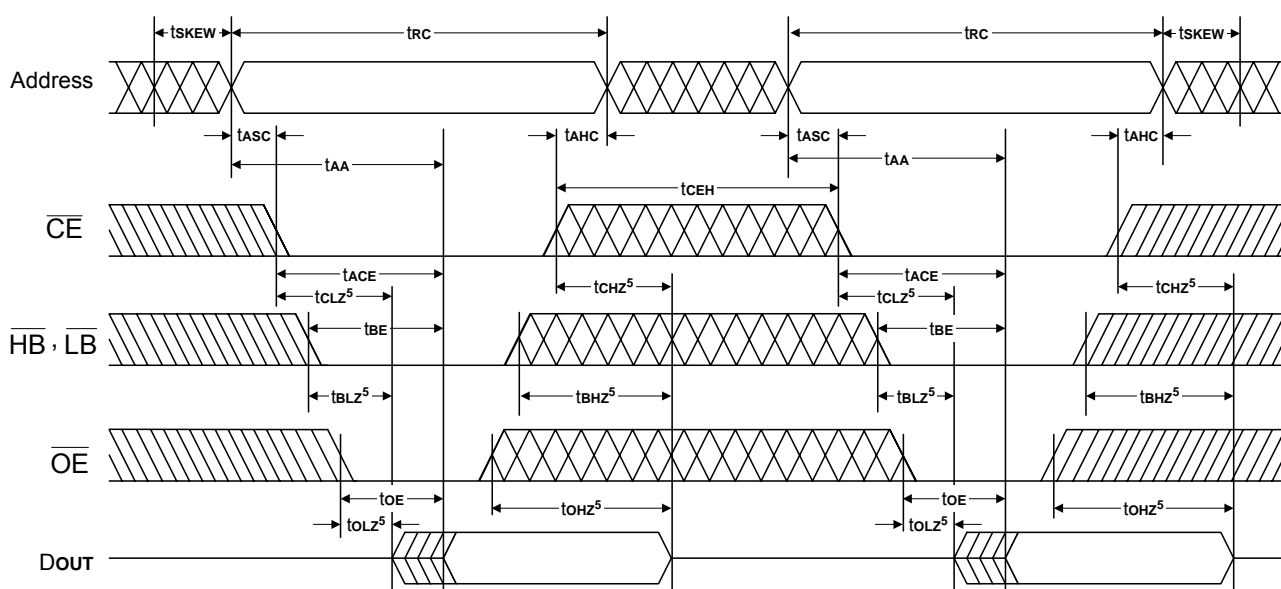 tSKEW tRC tRC tSKEW
Address
tASC tAHC tASC tAHC
tAA tAA
tCEH
CE
tACE tACE
tCLZ5 tCHZ5 tCLZ5 tCHZ5
HB , LB
tBE tBE
tBLZ5 tBHZ5 tBLZ5 tBHZ5
OE
tOE tOHZ5 tOE tOHZ5
tOLZ5 tOLZ5
DOUT